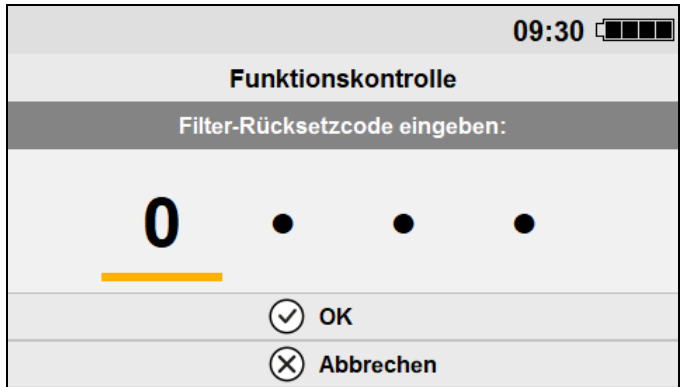 09:30
Funktionskontrolle
Filter-Rücksetzcode eingeben:
0 • • •
OK
Abbrechen